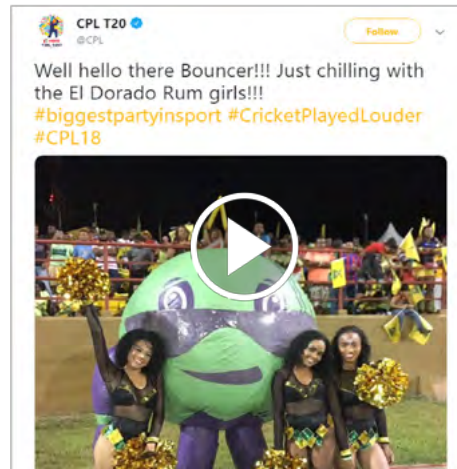 CPL T20
@CPL
Follow
Well hello there Bouncer!!! Just chilling with
the El Dorado Rum girls!!!
#biggestpartyinsport #CricketPlayedLouder
#CPL18